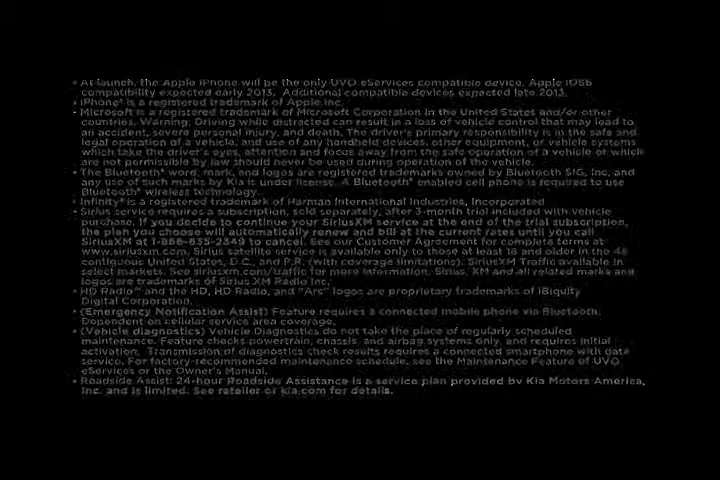 • At launch, the Apple iPhone will be the only UVO eServices compatible device. Apple iOS6
compatibility expected early 2013. Additional compatible devices expected late 2013.
• iPhone® is a registered trademark of Apple Inc.
• Microsoft is a registered trademark of Microsoft Corporation in the United States and/or other
countries. Warning: Driving while distracted can result in a loss of vehicle control that may lead to
an accident, severe personal injury, and death. The driver's primary responsibility is in the safe and
legal operation of a vehicle, and use of any handheld devices, other equipment, or vehicle systems
which take the driver's eyes, attention and focus away from the safe operation of a vehicle or which
are not permissible by law should never be used during operation of the vehicle.
• The Bluetooth® word, mark, and logos are registered trademarks owned by Bluetooth SIG, Inc. and
any use of such marks by Kia is under license. A Bluetooth® enabled cell phone is required to use
Bluetooth® wireless technology.
• Infinity® is a registered trademark of Harman International Industries, Incorporated
• Sirius service requires a subscription, sold separately, after 3-month trial included with vehicle
purchase. If you decide to continue your SiriusXM service at the end of the trial subscription,
the plan you choose will automatically renew and bill at the current rates until you call
SiriusXM at 1-866-635-2349 to cancel. See our Customer Agreement for complete terms at
www.siriusxm.com. Sirius satellite service is available only to those at least 18 and older in the 48
contiguous United States, D.C., and P.R. (with coverage limitations). SiriusXM Traffic available in
select markets. See siriusxm.com/traffic for more information. Sirius, XM and all related marks and
logos are trademarks of Sirius XM Radio Inc.
• HD Radio™ and the HD, HD Radio, and "Arc" logos are proprietary trademarks of iBiquity
Digital Corporation.
• (Emergency Notification Assist) Feature requires a connected mobile phone via Bluetooth.
Dependent on cellular service area coverage.
• (Vehicle diagnostics) Vehicle Diagnostics do not take the place of regularly scheduled
maintenance. Feature checks powertrain, chassis, and airbag systems only, and requires initial
activation. Transmission of diagnostics check results requires a connected smartphone with data
service. For factory-recommended maintenance schedule, see the Maintenance Feature of UVO
eServices or the Owner's Manual.
• Roadside Assist: 24-hour Roadside Assistance is a service plan provided by Kia Motors America,
Inc. and is limited. See retailer or kia.com for details.